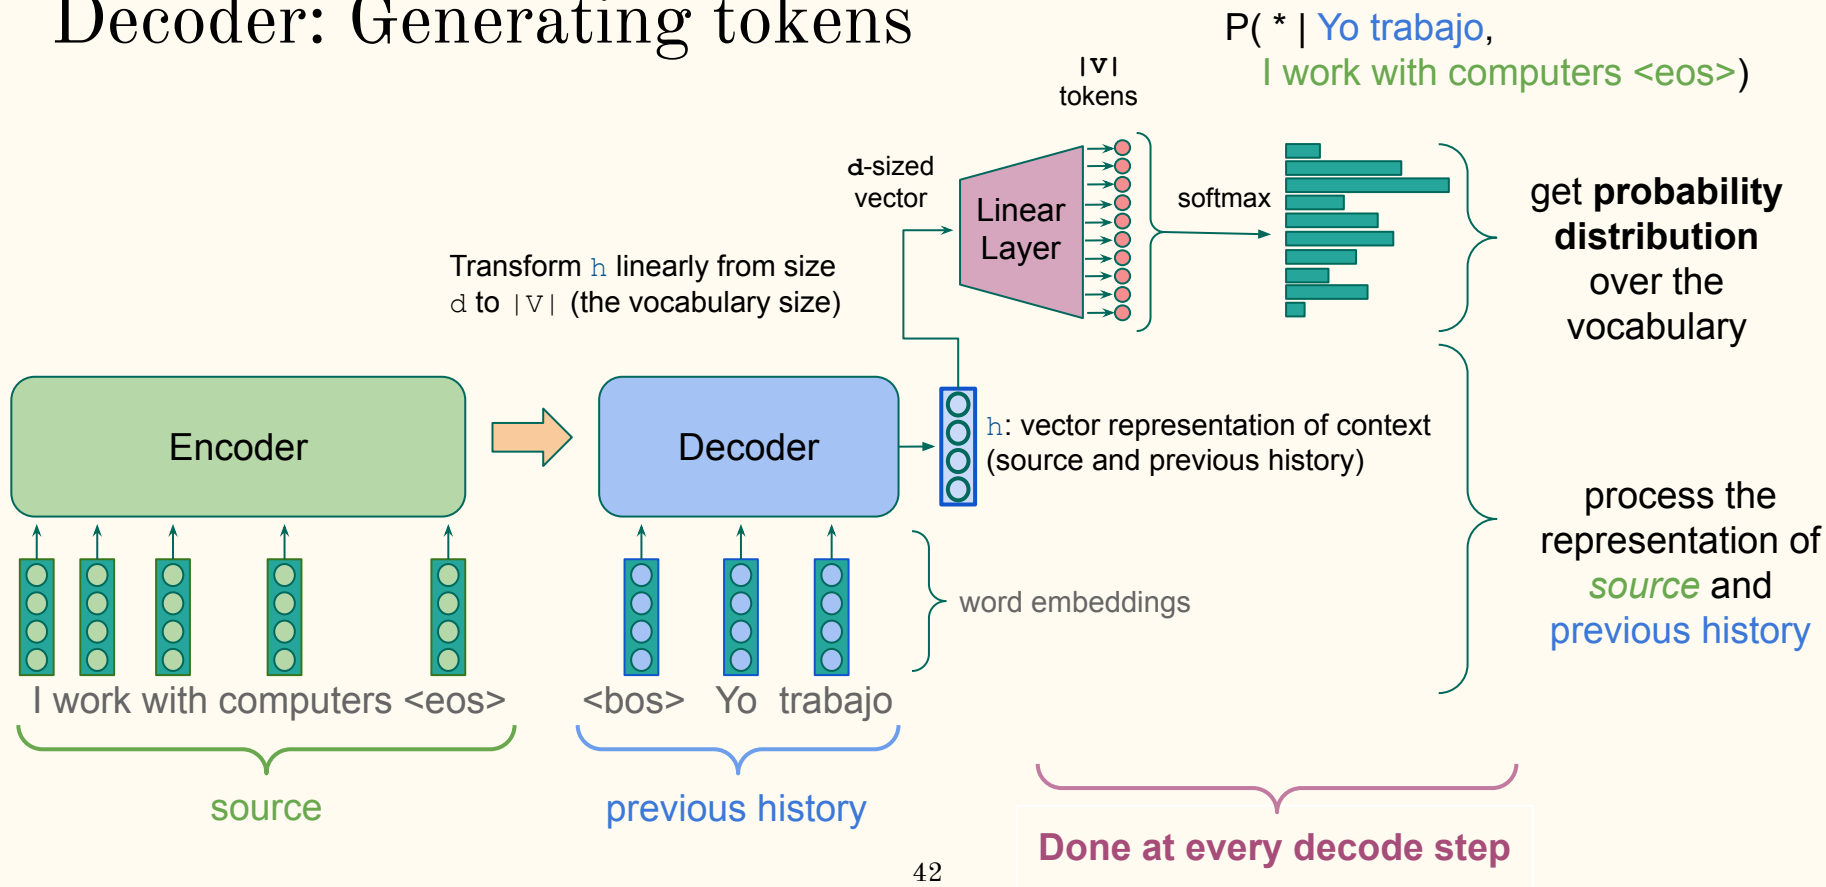 Decoder: Generating tokens
P( * | Yo trabajo,
I work with computers <eos>)
|V|
tokens
d-sized
vector
Linear
Layer
softmax
get probability
distribution
over the
vocabulary
Transform h linearly from size
d to |V| (the vocabulary size)
Encoder
Decoder
h: vector representation of context
(source and previous history)
process the
representation of
source and
previous history
word embeddings
I work with computers <eos>
<bos> Yo trabajo
source
previous history
Done at every decode step
42